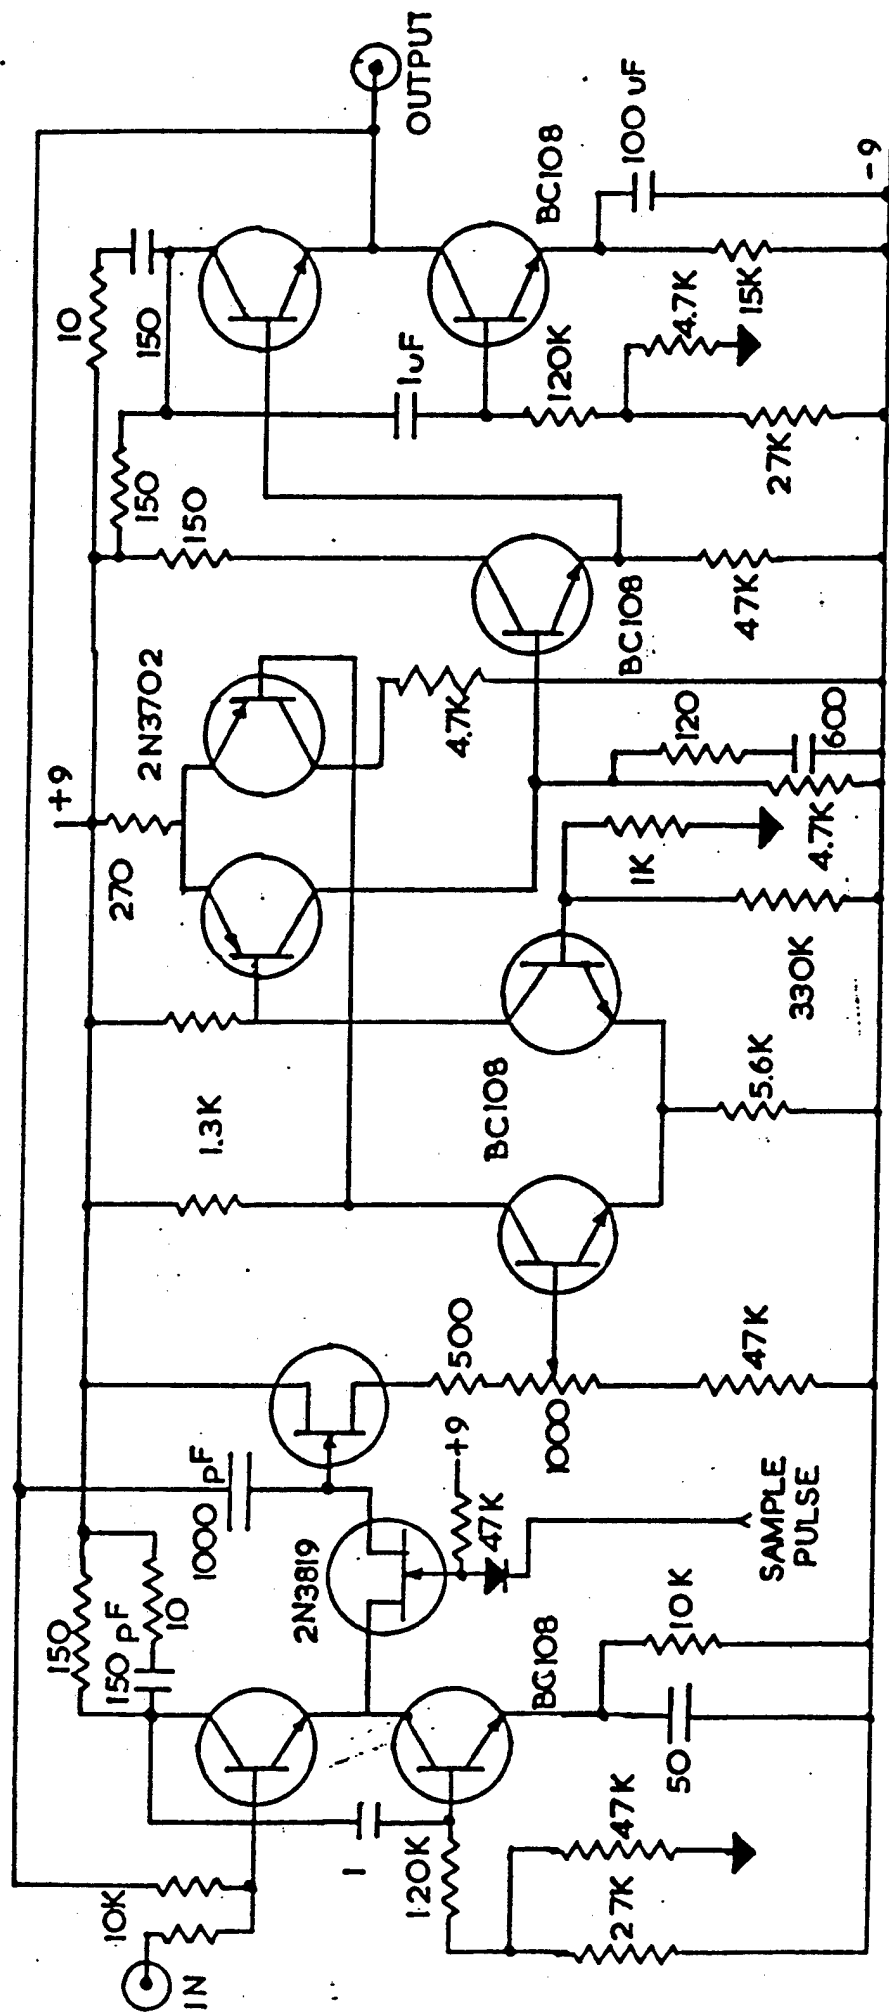 IN
10K
1
120K
27K
47K
150
150 pF
10
BC108
50
10K
2N3819
1000 pF
47K
+9
SAMPLE
PULSE
500
1000
47K
1.3K
BC108
5.6K
330K
1K
270
+9
2N3702
4.7K
4.7K
120
600
BC108
47K
150
150
10
150
1uF
120K
27K
4.7K
15K
BC108
100 uF
-9
OUTPUT